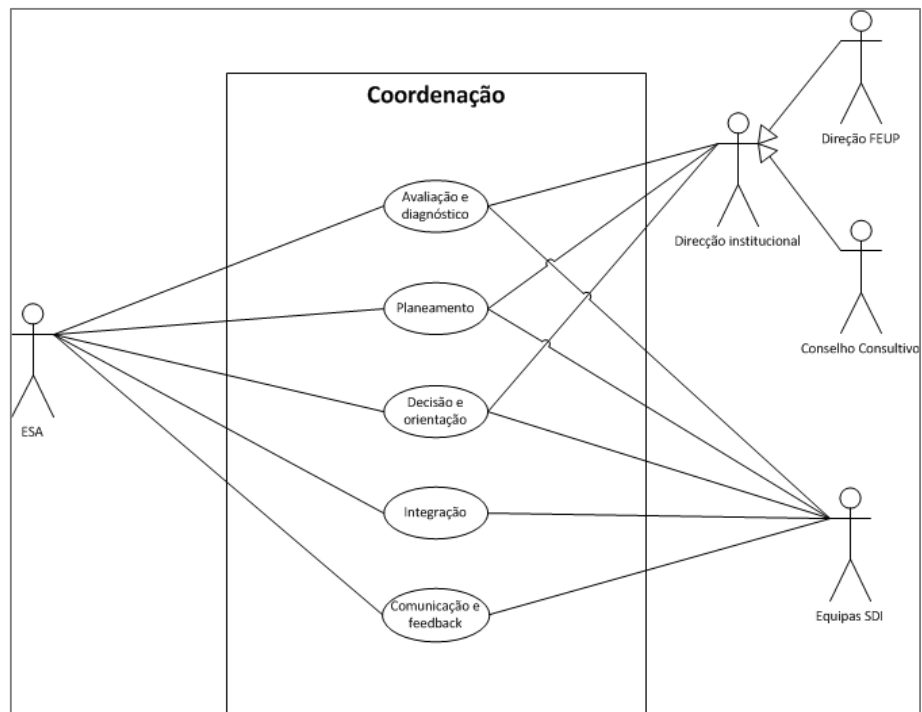 Coordenação
Direção FEUP
Avaliação e
diagnóstico
Direcção institucional
Planeamento
Conselho Consultivo
Decisão e
orientação
ESA
Integração
Comunicação e
feedback
Equipas SDI